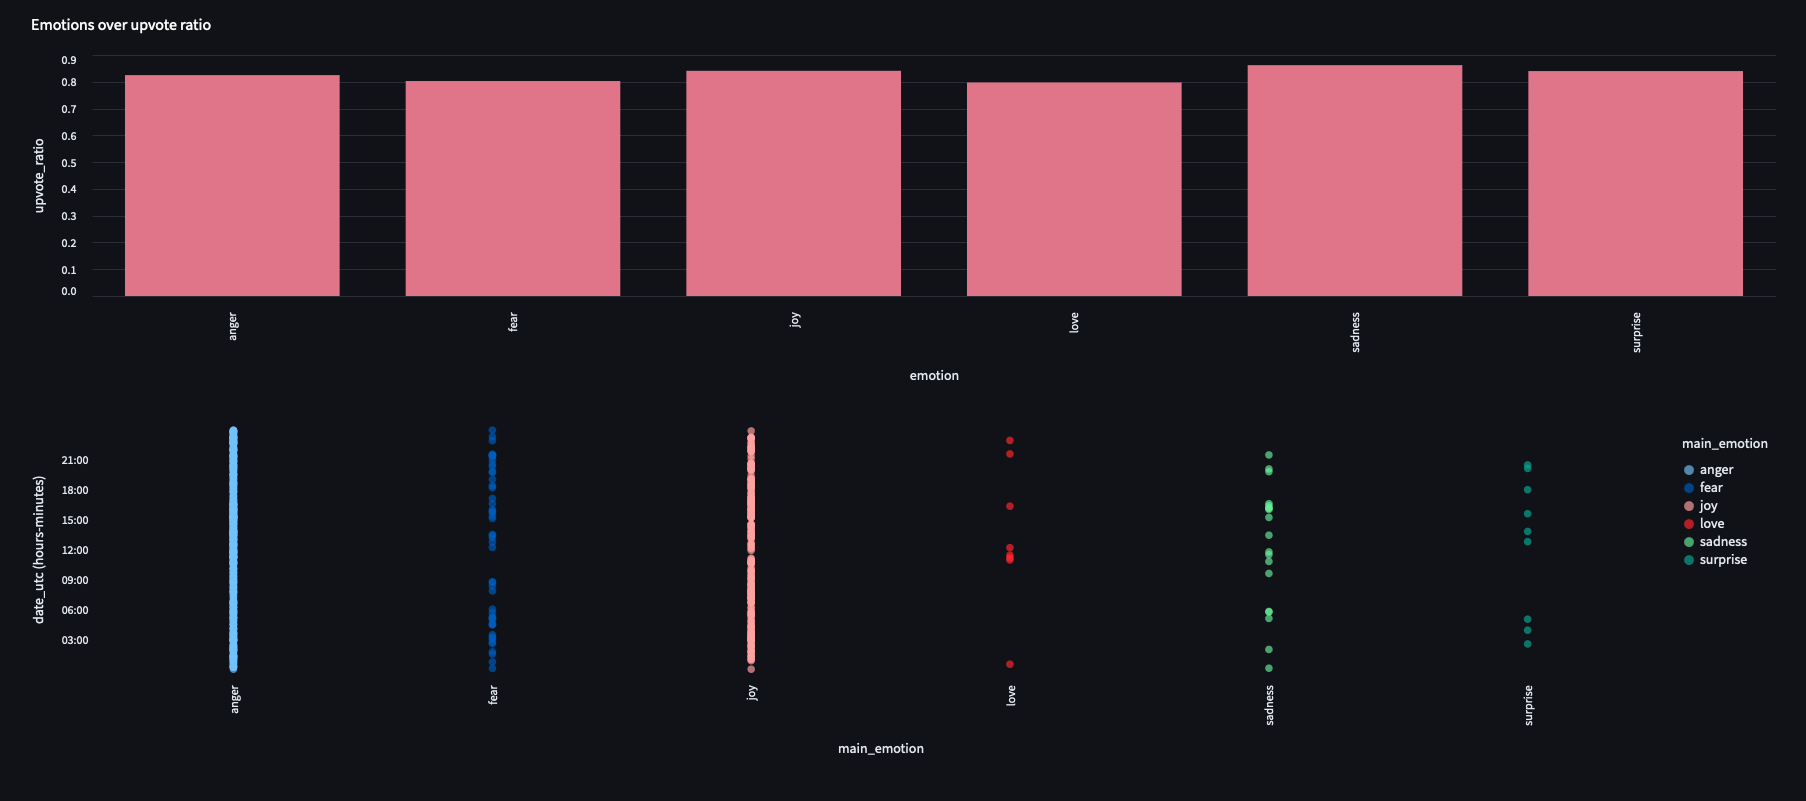 Emotions over upvote ratio
0.9
0.8
0.7
0.6
0.5
0.4
0.3
0.2
0.1
0.0
upvote_ratio
anger
fear
joy
love
sadness
surprise
emotion
21:00
18:00
15:00
12:00
09:00
06:00
03:00
date_utc (hours-minutes)
anger
fear
joy
love
sadness
surprise
main_emotion
main_emotion
anger
fear
joy
love
sadness
surprise